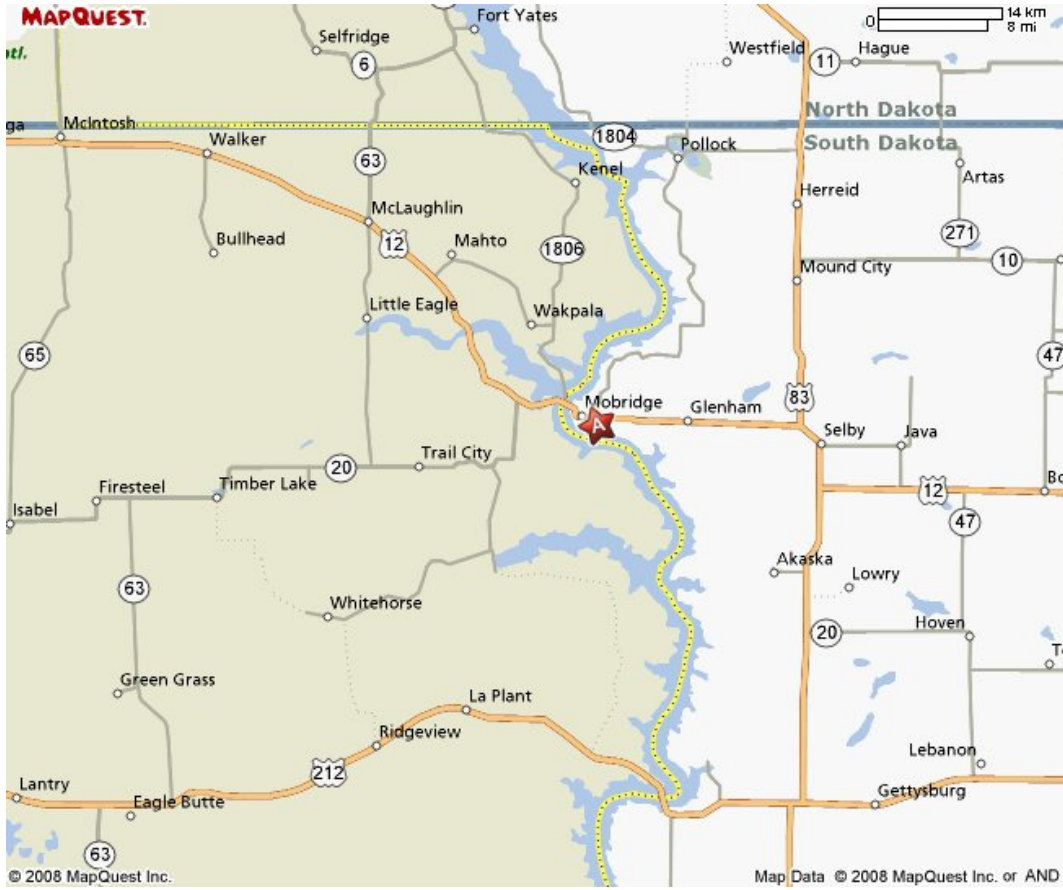 MAPQUEST.
14 km
0
8 mi
Fort Yates
Selfridge
Westfield
Hague
ntl.
6
11
North Dakota
McIntosh
ga
1804
South Dakota
Walker
63
Pollock
Kenel
Artas
Herreid
McLaughlin
271
Bullhead
12
Mahto
1806
10
Mound City
Little Eagle
Wakpala
65
47
83
Mobridge
Glenham
A
Selby
Java
Trail City
20
Timber Lake
Firesteel
Isabel
12
Bo
47
Akaska
Lowry
63
Whitehorse
Hoven
20
To
Green Grass
La Plant
Ridgeview
Lebanon
212
Lantry
Eagle Butte
Gettysburg
63
© 2008 MapQuest Inc.
Map Data © 2008 MapQuest Inc. or AND